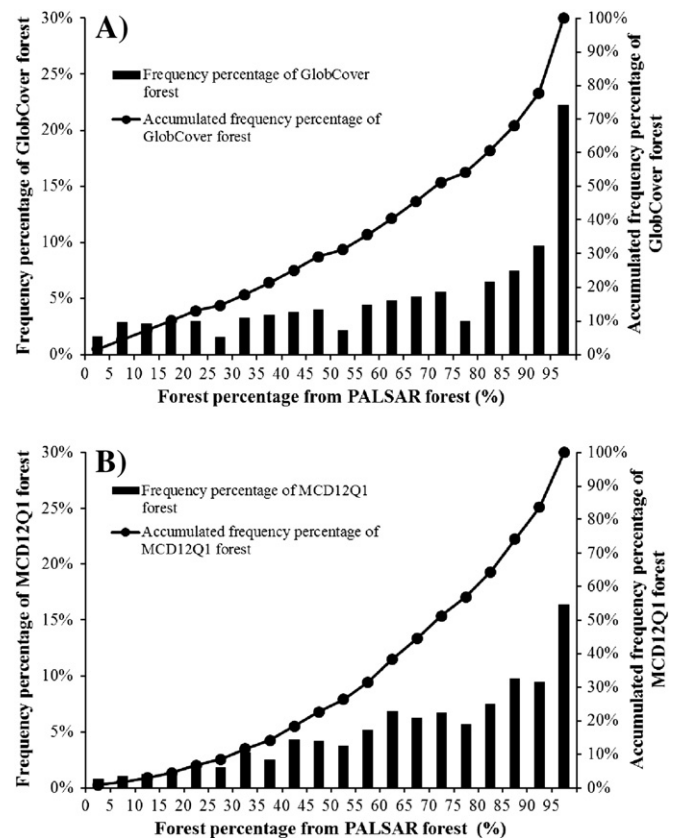 A)
30%
25%
20%
15%
10%
5%
0%
Frequency percentage of GlobCover forest
Frequency percentage of GlobCover
forest
Accumulated frequency percentage of
GlobCover forest
100%
90%
80%
70%
60%
50%
40%
30%
20%
10%
0%
Accumulated frequency percentage of
GlobCover forest
0 5 10 15 20 25 30 35 40 45 50 55 60 65 70 75 80 85 90 95
Forest percentage from PALSAR forest (%)
B)
30%
25%
20%
15%
10%
5%
0%
Frequency percentage of MCD12Q1 forest
Frequency percentage of MCD12Q1
forest
Accumulated frequency percentage of
MCD12Q1 forest
100%
90%
80%
70%
60%
50%
40%
30%
20%
10%
0%
Accumulated frequency percentage of
MCD12Q1 forest
0 5 10 15 20 25 30 35 40 45 50 55 60 65 70 75 80 85 90 95
Forest percentage from PALSAR forest (%)